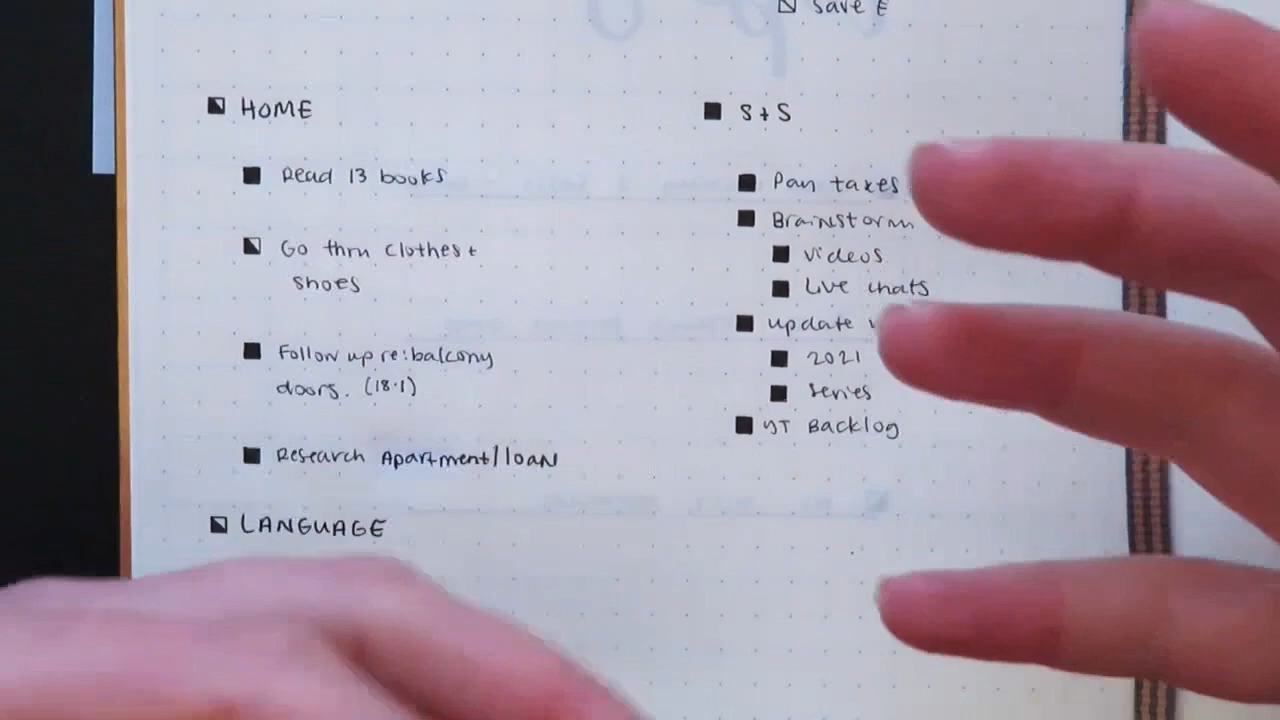 save
HOME
Read 13 books
Go thru clothes +
shoes
Follow up re: balcony
doors. (18.1)
Research Apartment/loan
LANGUAGE
S + S
Pay taxes
Brainstorm
videos
Live chats
update
2021
series
YT Backlog